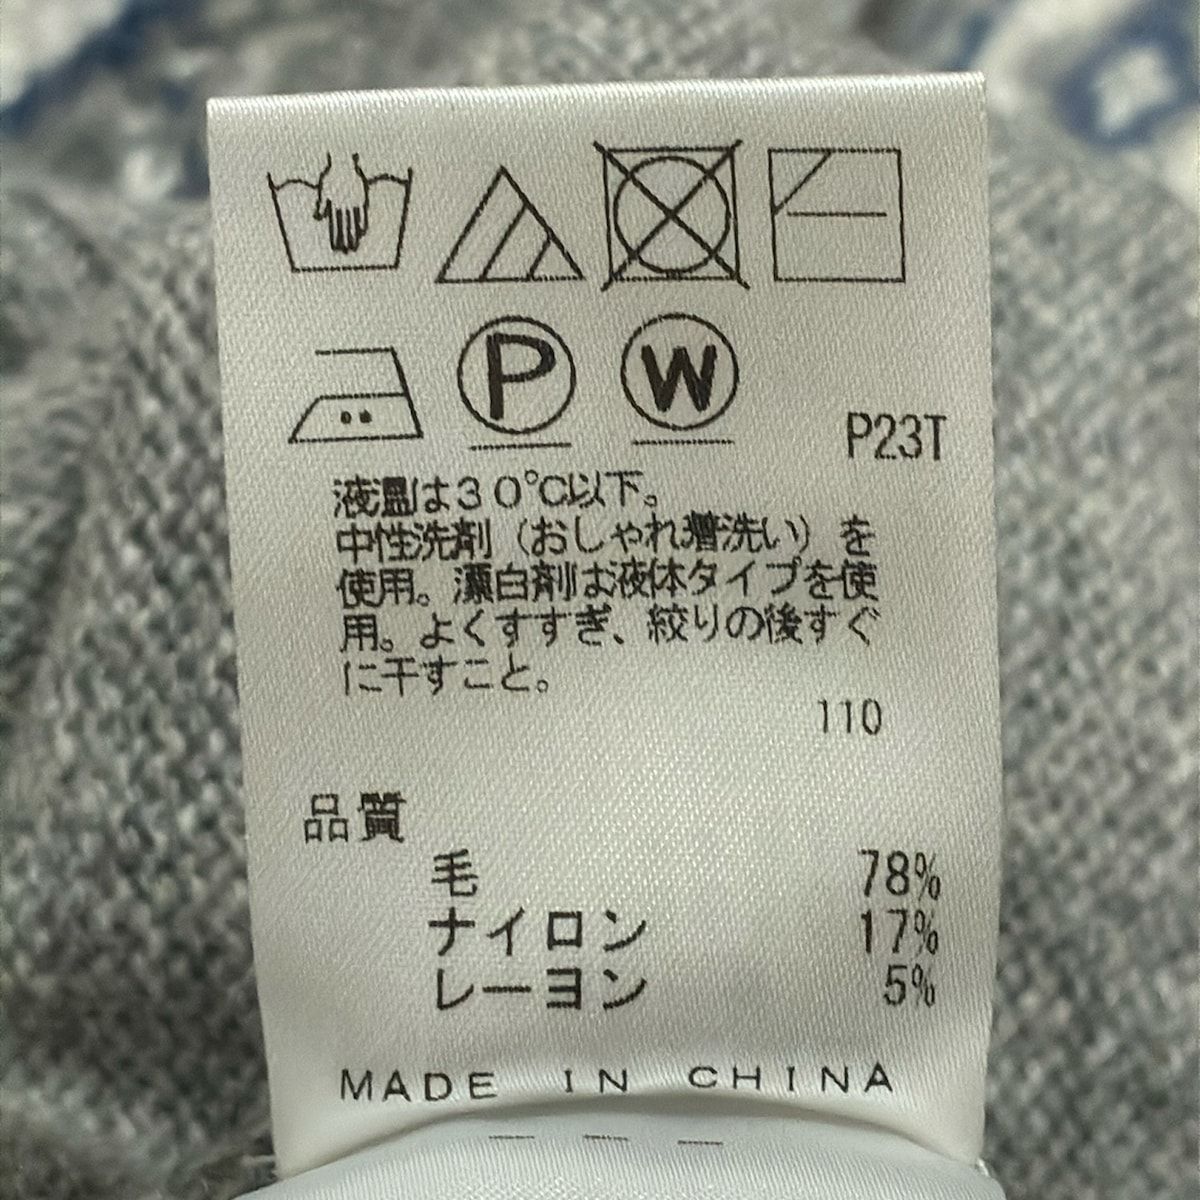 P
W
P23T
液温は30℃以下。
中性洗剤（おしゃれ着洗い）を
使用。漂白剤は液体タイプを使
用。よくすすぎ、絞りの後すぐ
に干すこと。
110
品質
毛 78%
ナイロン 17%
レーヨン 5%
MADE IN CHINA